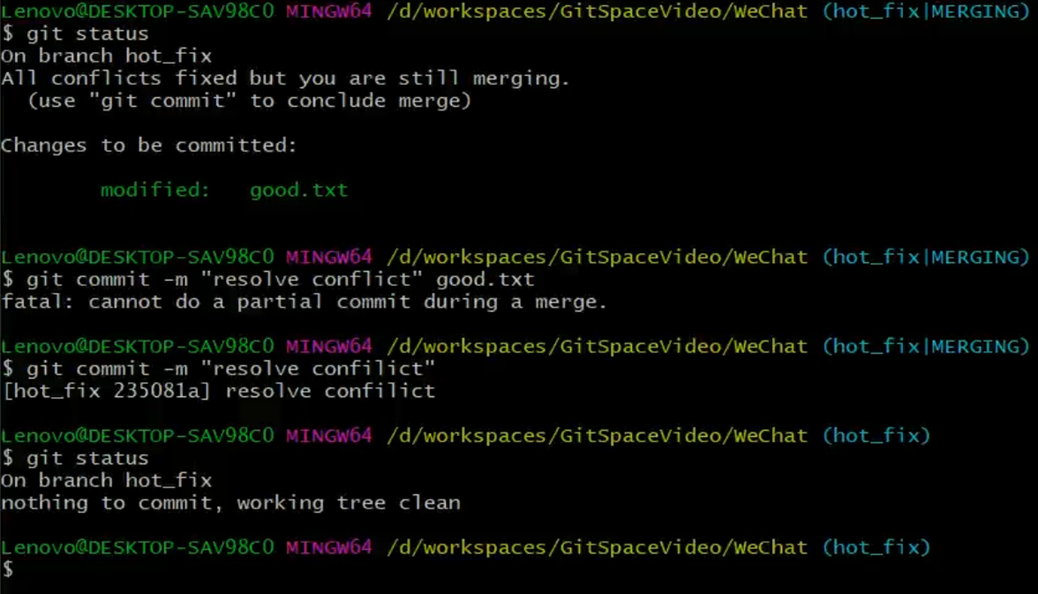 Lenovo@DESKTOP-SAV98C0 MINGW64 /d/workspaces/GitSpaceVideo/WeChat (hot_fix|MERGING)
$ git status
On branch hot_fix
All conflicts fixed but you are still merging.
  (use "git commit" to conclude merge)
Changes to be committed:
        modified:   good.txt
Lenovo@DESKTOP-SAV98C0 MINGW64 /d/workspaces/GitSpaceVideo/WeChat (hot_fix|MERGING)
$ git commit -m "resolve conflict" good.txt
fatal: cannot do a partial commit during a merge.
Lenovo@DESKTOP-SAV98C0 MINGW64 /d/workspaces/GitSpaceVideo/WeChat (hot_fix|MERGING)
$ git commit -m "resolve confilict"
[hot_fix 235081a] resolve confilict
Lenovo@DESKTOP-SAV98C0 MINGW64 /d/workspaces/GitSpaceVideo/WeChat (hot_fix)
$ git status
On branch hot_fix
nothing to commit, working tree clean
Lenovo@DESKTOP-SAV98C0 MINGW64 /d/workspaces/GitSpaceVideo/WeChat (hot_fix)
$